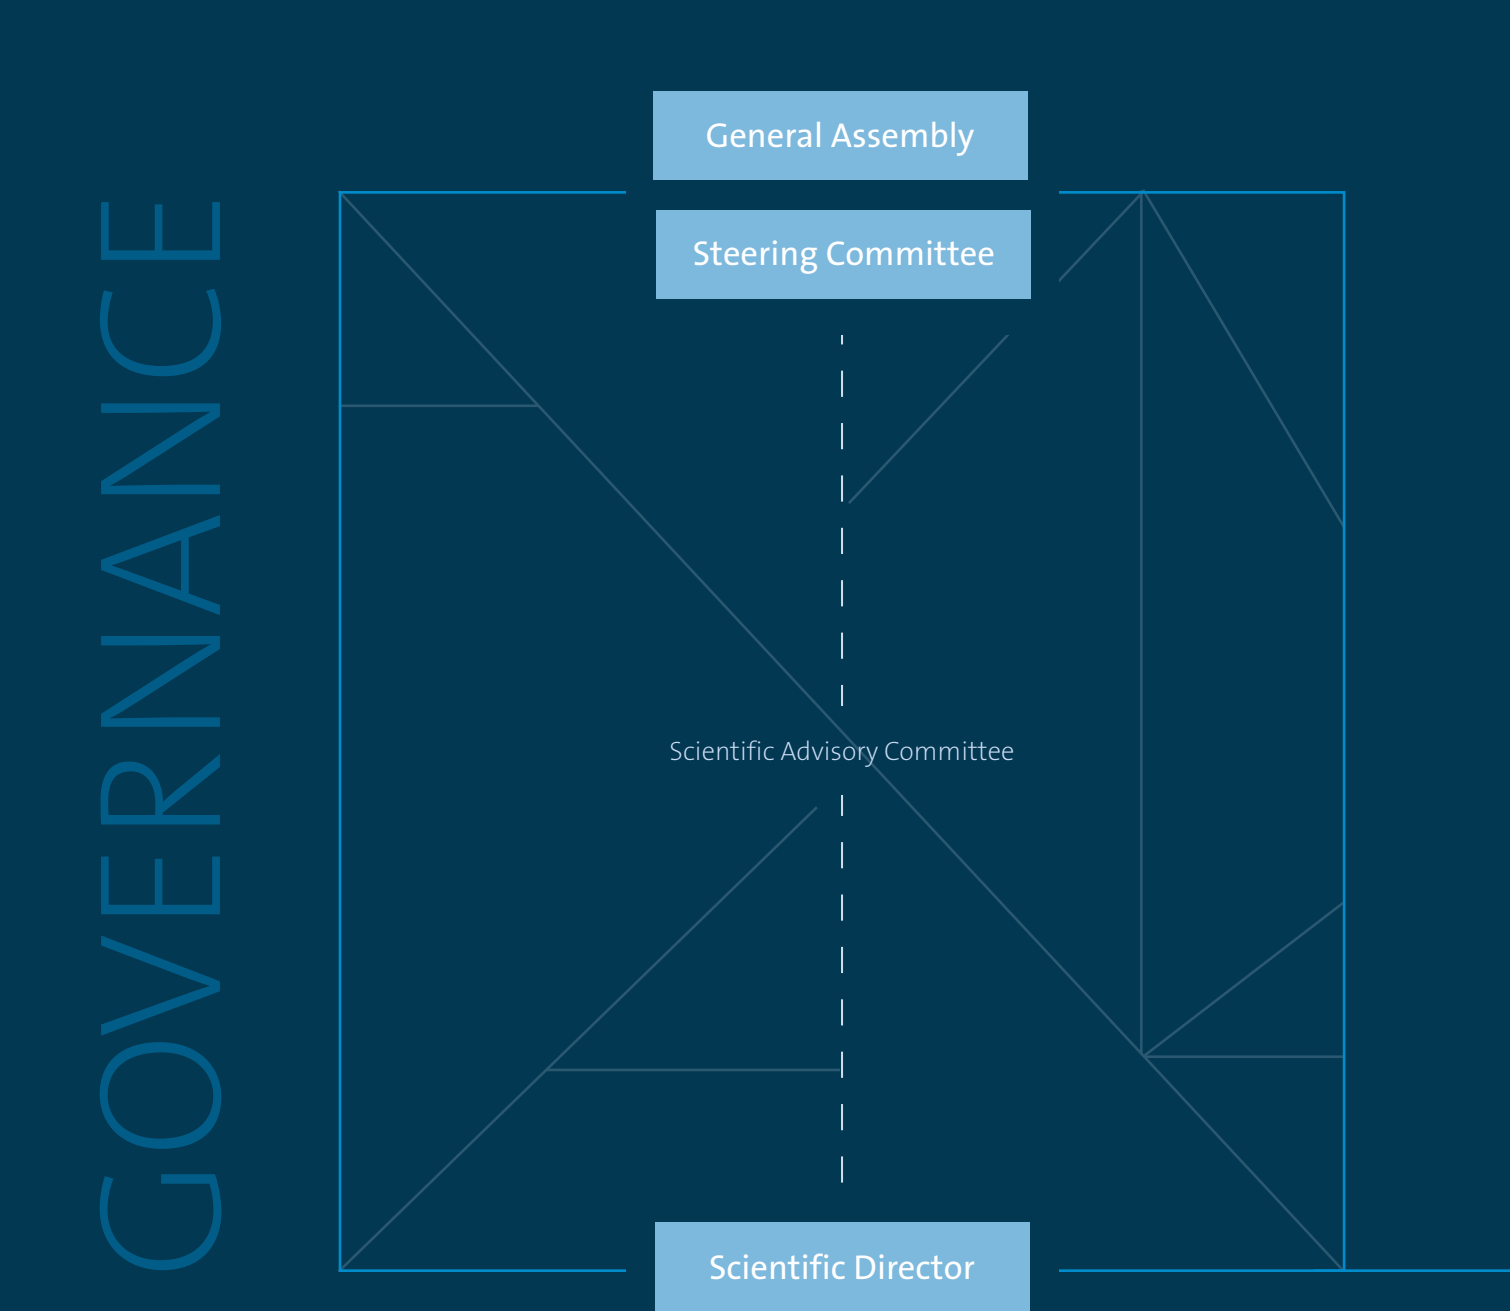 GOVERNANCE
General Assembly
Steering Committee
Scientific Advisory Committee
Scientific Director